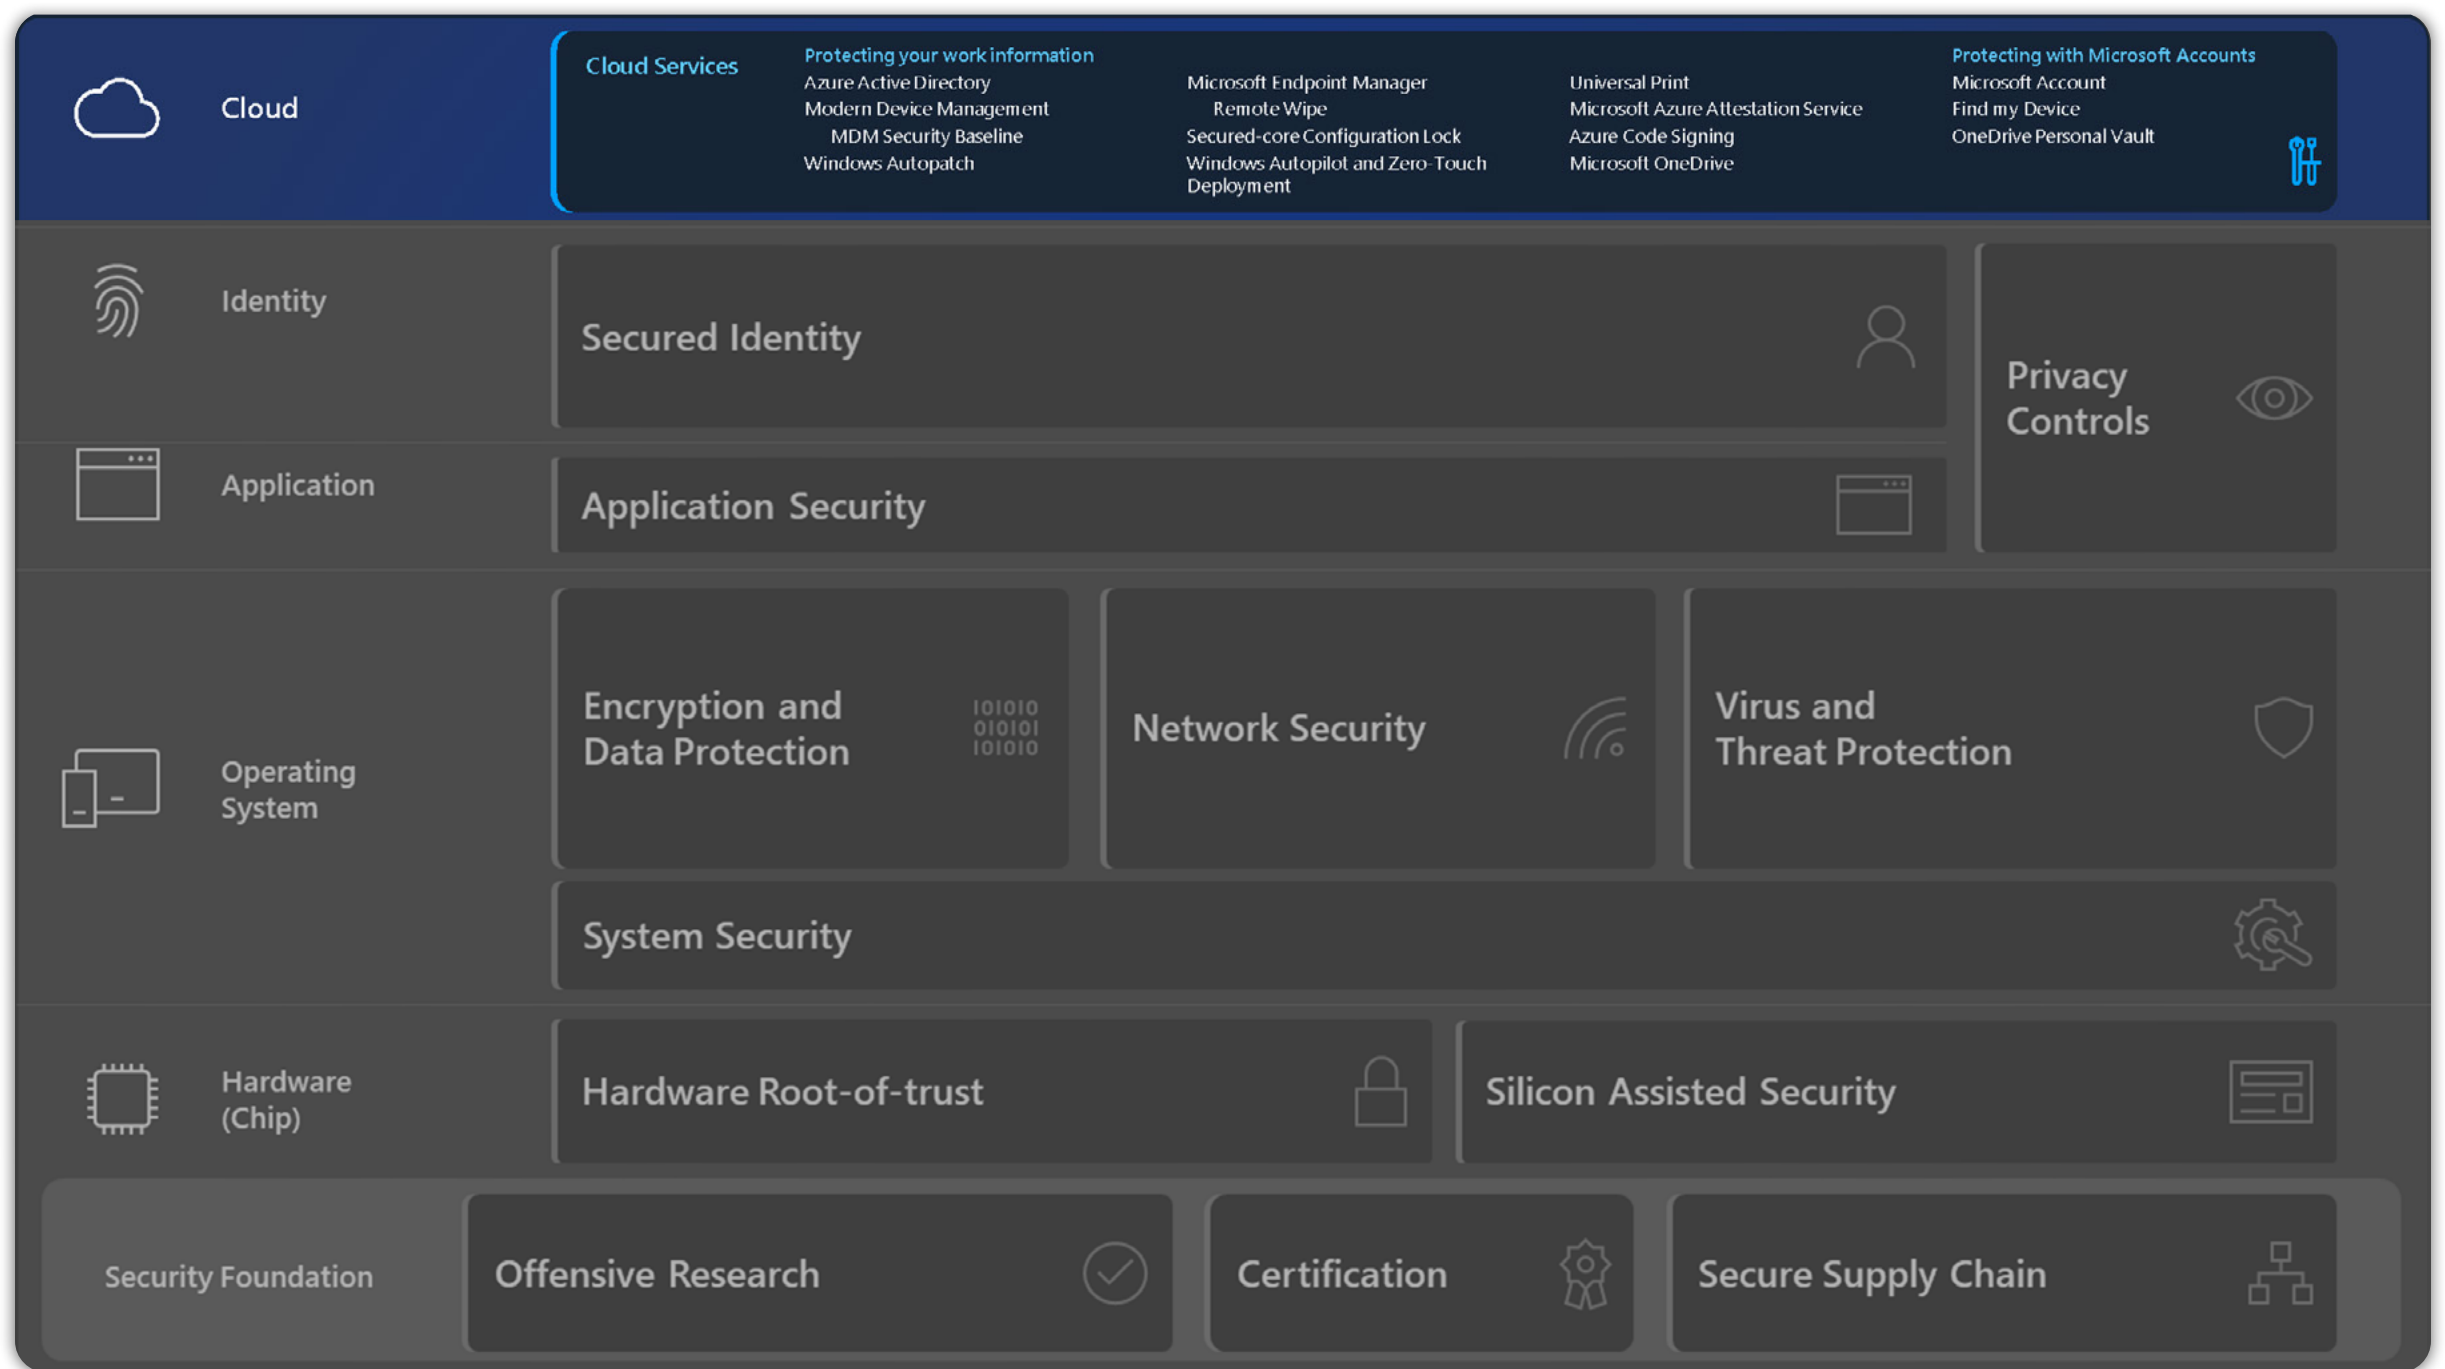 Cloud
Cloud Services
Protecting your work information
Azure Active Directory
Modern Device Management
MDM Security Baseline
Windows Autopatch
Microsoft Endpoint Manager
Remote Wipe
Secured-core Configuration Lock
Windows Autopilot and Zero-Touch
Deployment
Universal Print
Microsoft Azure Attestation Service
Azure Code Signing
Microsoft OneDrive
Protecting with Microsoft Accounts
Microsoft Account
Find my Device
OneDrive Personal Vault
Identity
Secured Identity
Privacy
Controls
Application
Application Security
Operating
System
Encryption and
Data Protection
101010
010101
101010
Network Security
Virus and
Threat Protection
System Security
Hardware
(Chip)
Hardware Root-of-trust
Silicon Assisted Security
Security Foundation
Offensive Research
Certification
Secure Supply Chain